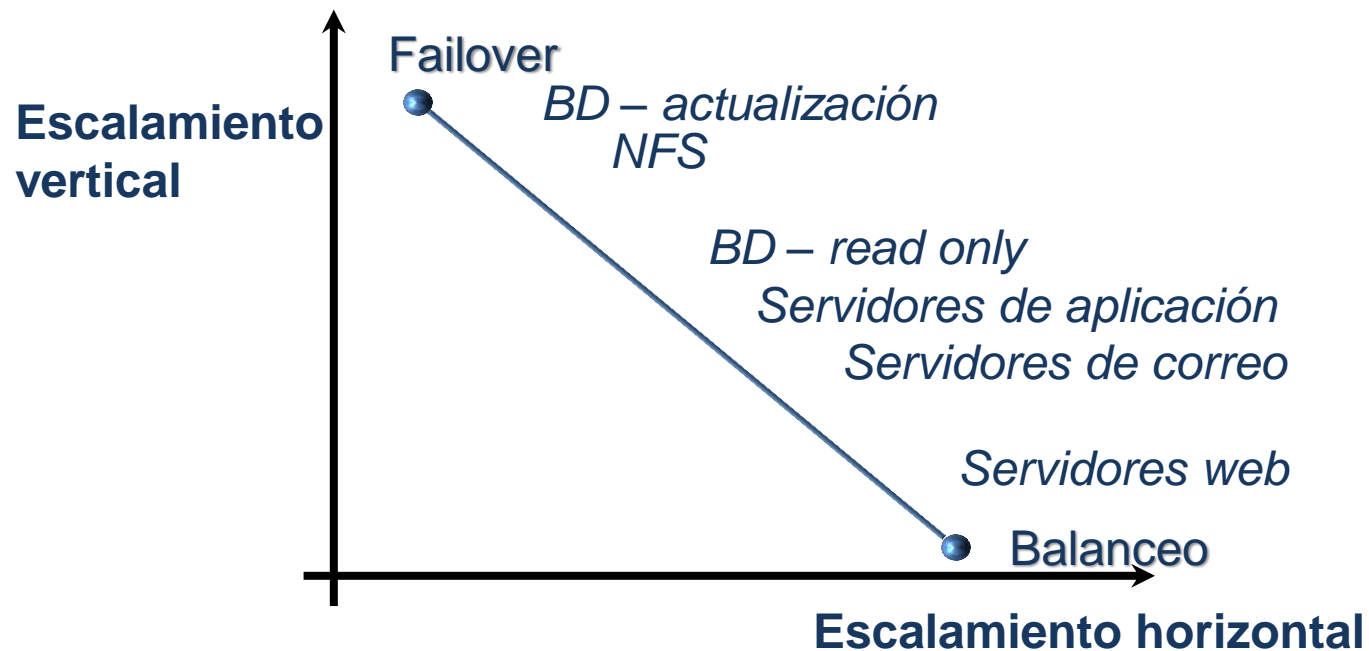 Failover
Escalamiento
vertical
BD – actualización
NFS
BD – read only
Servidores de aplicación
Servidores de correo
Servidores web
Balanceo
Escalamiento horizontal